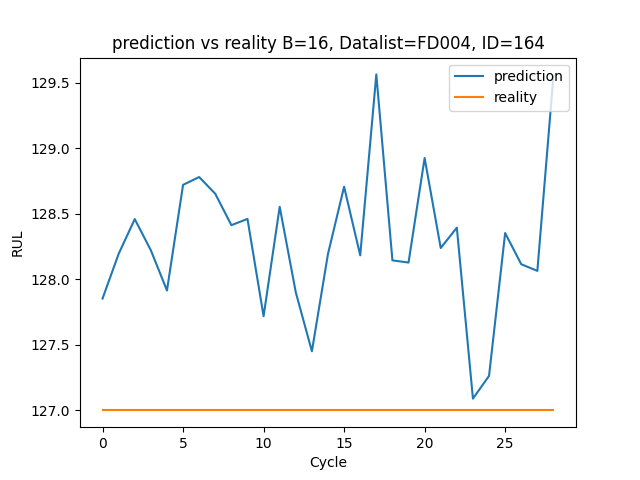 prediction vs reality B=16, Datalist=FD004, ID=164
prediction
reality
129.5
129.0
128.5
128.0
127.5
127.0
RUL
0 5 10 15 20 25
Cycle